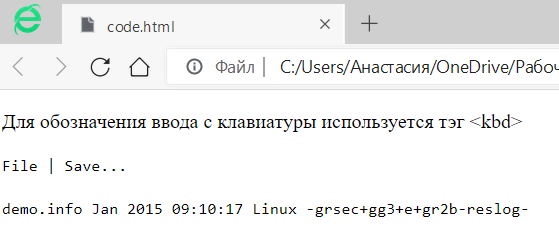 code.html
Файл | C:/Users/Анастасия/OneDrive/Рабоч
Для обозначения ввода с клавиатуры используется тэг <kbd>
File | Save...
demo.info Jan 2015 09:10:17 Linux -grsec+gg3+e+gr2b-reslog-